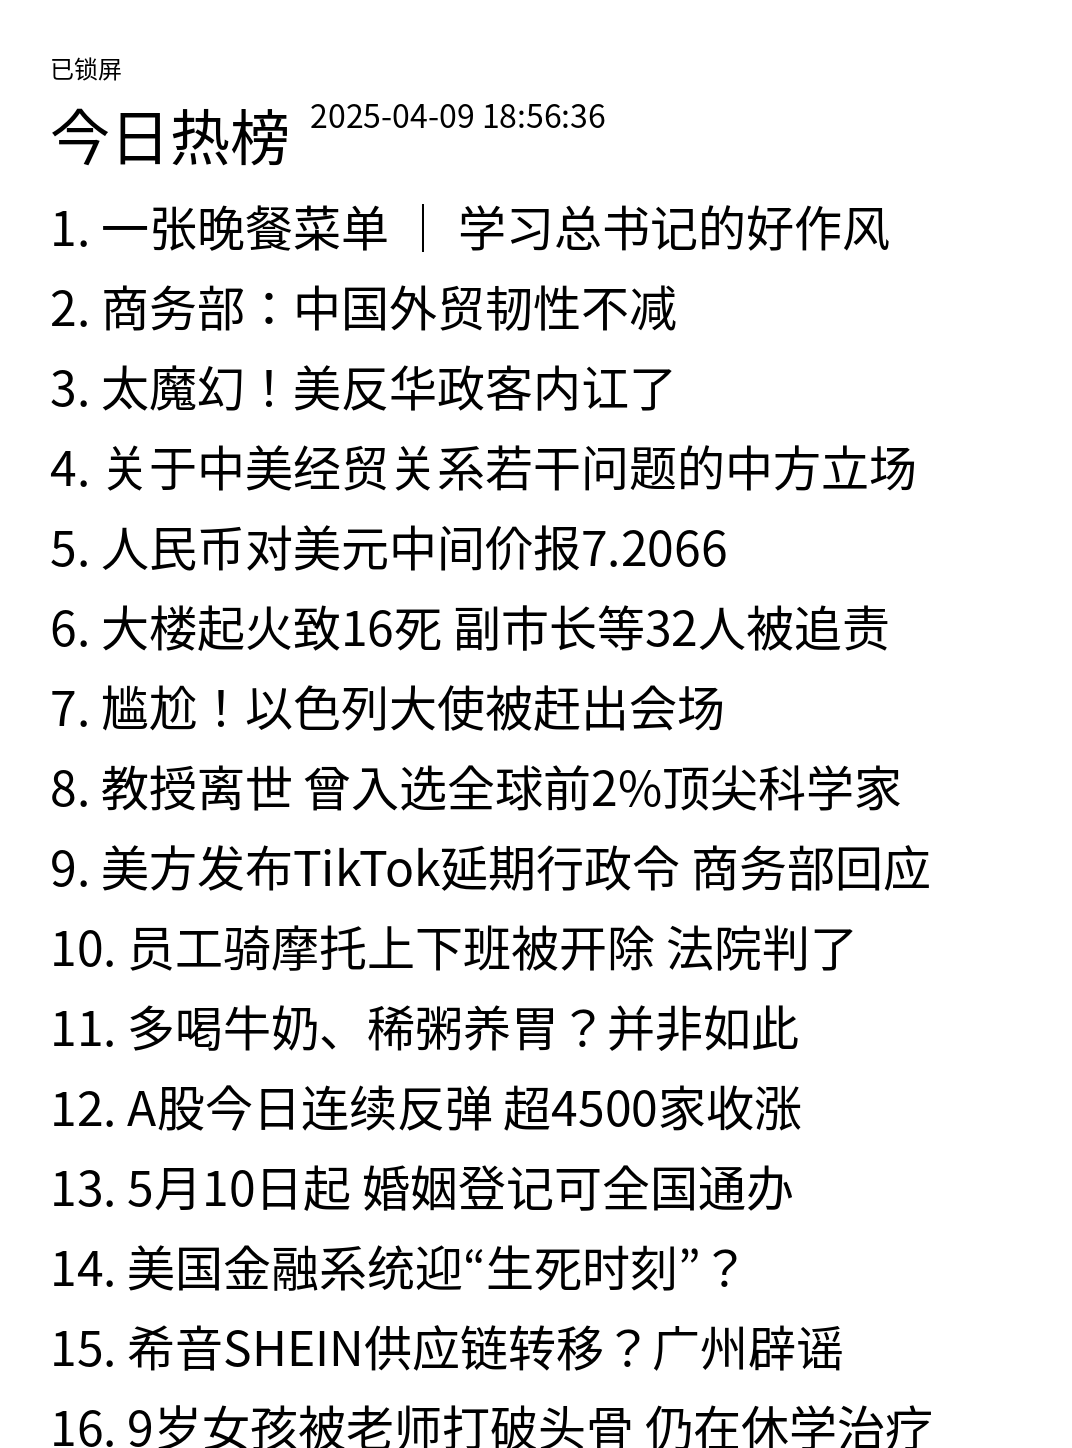 已锁屏
今日热榜 2025-04-09 18:56:36
1. 一张晚餐菜单 ｜ 学习总书记的好作风
2. 商务部：中国外贸韧性不减
3. 太魔幻！美反华政客内讧了
4. 关于中美经贸关系若干问题的中方立场
5. 人民币对美元中间价报7.2066
6. 大楼起火致16死 副市长等32人被追责
7. 尴尬！以色列大使被赶出会场
8. 教授离世 曾入选全球前2%顶尖科学家
9. 美方发布TikTok延期行政令 商务部回应
10. 员工骑摩托上下班被开除 法院判了
11. 多喝牛奶、稀粥养胃？并非如此
12. A股今日连续反弹 超4500家收涨
13. 5月10日起 婚姻登记可全国通办
14. 美国金融系统迎“生死时刻”？
15. 希音SHEIN供应链转移？广州辟谣
16. 9岁女孩被老师打破头骨 仍在休学治疗